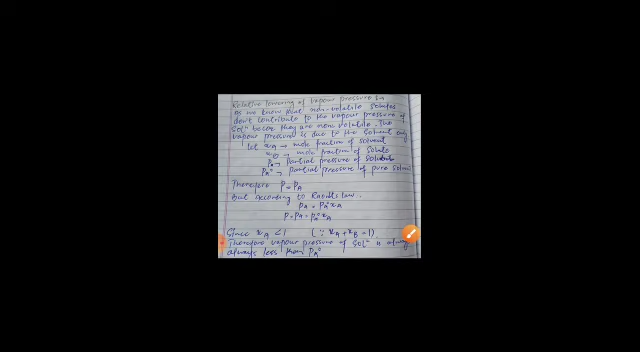 Relative lowering of vapour pressure :-
As we know that non-volatile solutes
don't contribute to the vapour pressure of
solⁿ because they are non volatile. The
vapour pressure is due to the solvent only
let xA → mole fraction of solvent
xB → mole fraction of solute
PA → partial pressure of solvent
PA° → partial pressure of pure solvent
Therefore P = PA
But according to Raoult's law :-
PA = PA° xA
P = PA = PA° xA
Since xA < 1 (∵ xA + xB = 1)
Therefore vapour pressure of solⁿ is always
always less than PA°